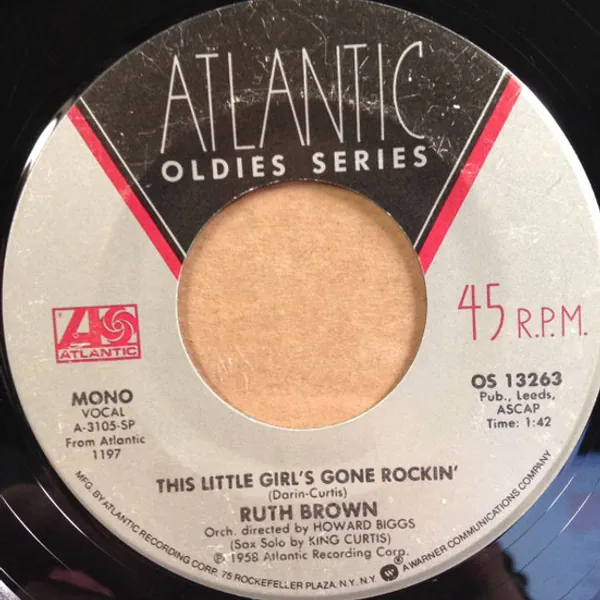 ATLANTIC
OLDIES SERIES
45 R.P.M.
ATLANTIC
MONO
VOCAL
A-3105-SP
From Atlantic
1197
OS 13263
Pub., Leeds,
ASCAP
Time: 1:42
THIS LITTLE GIRL'S GONE ROCKIN'
(Darin-Curtis)
RUTH BROWN
Orch. directed by HOWARD BIGGS
(Sax Solo by KING CURTIS)
℗ 1958 Atlantic Recording Corp.
MFG. BY ATLANTIC RECORDING CORP. 75 ROCKEFELLER PLAZA, N.Y. N.Y. A WARNER COMMUNICATIONS COMPANY